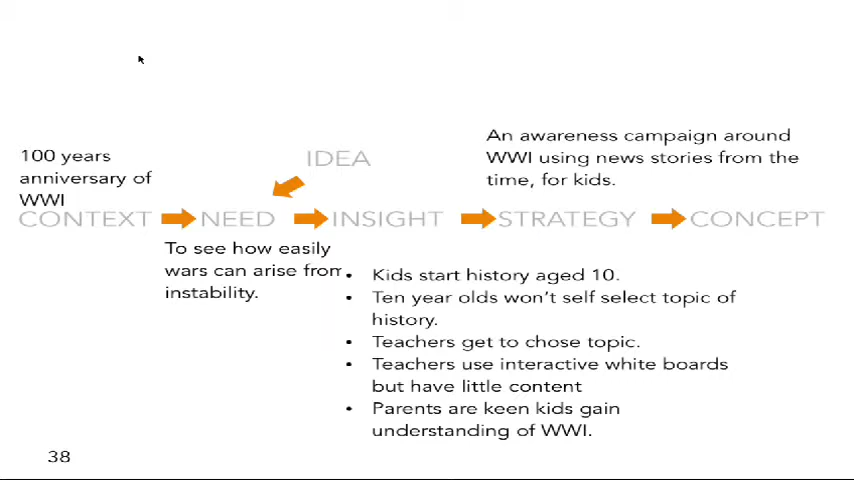 100 years
anniversary of
WWI
IDEA
An awareness campaign around
WWI using news stories from the
time, for kids.
CONTEXT NEED INSIGHT STRATEGY CONCEPT
To see how easily
wars can arise from
instability.
• Kids start history aged 10.
• Ten year olds won't self select topic of
history.
• Teachers get to chose topic.
• Teachers use interactive white boards
but have little content
• Parents are keen kids gain
understanding of WWI.
38